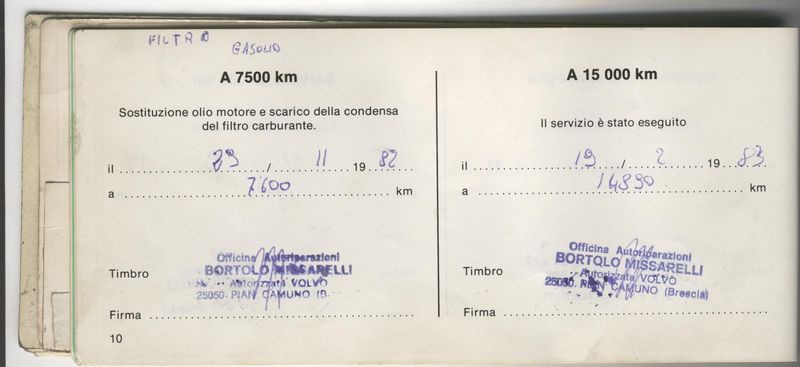 FILTRO GASOLIO
A 7500 km
Sostituzione olio motore e scarico della condensa
del filtro carburante.
il 29 / 11 19 82
a 7600 km
Timbro
Officina Autoriparazioni
BORTOLO MISSARELLI
Autorizzata VOLVO
25050 - PIAN CAMUNO (B
Firma
10
A 15 000 km
Il servizio è stato eseguito
il 19 / 2 19 83
a 14890 km
Timbro
Officina Autoriparazioni
BORTOLO MISSARELLI
Autorizzata VOLVO
25050 - PIAN CAMUNO (Brescia)
Firma